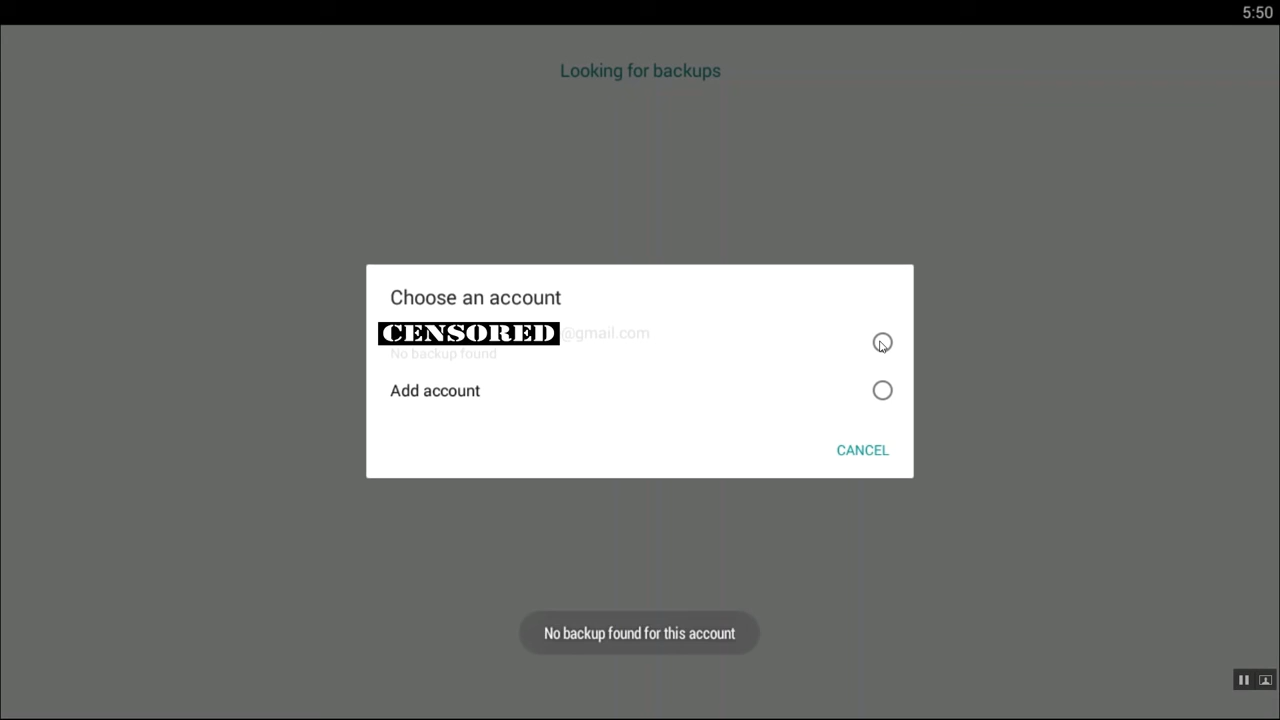 5:50
Looking for backups
Choose an account
CENSORED @gmail.com
No backup found
Add account
CANCEL
No backup found for this account